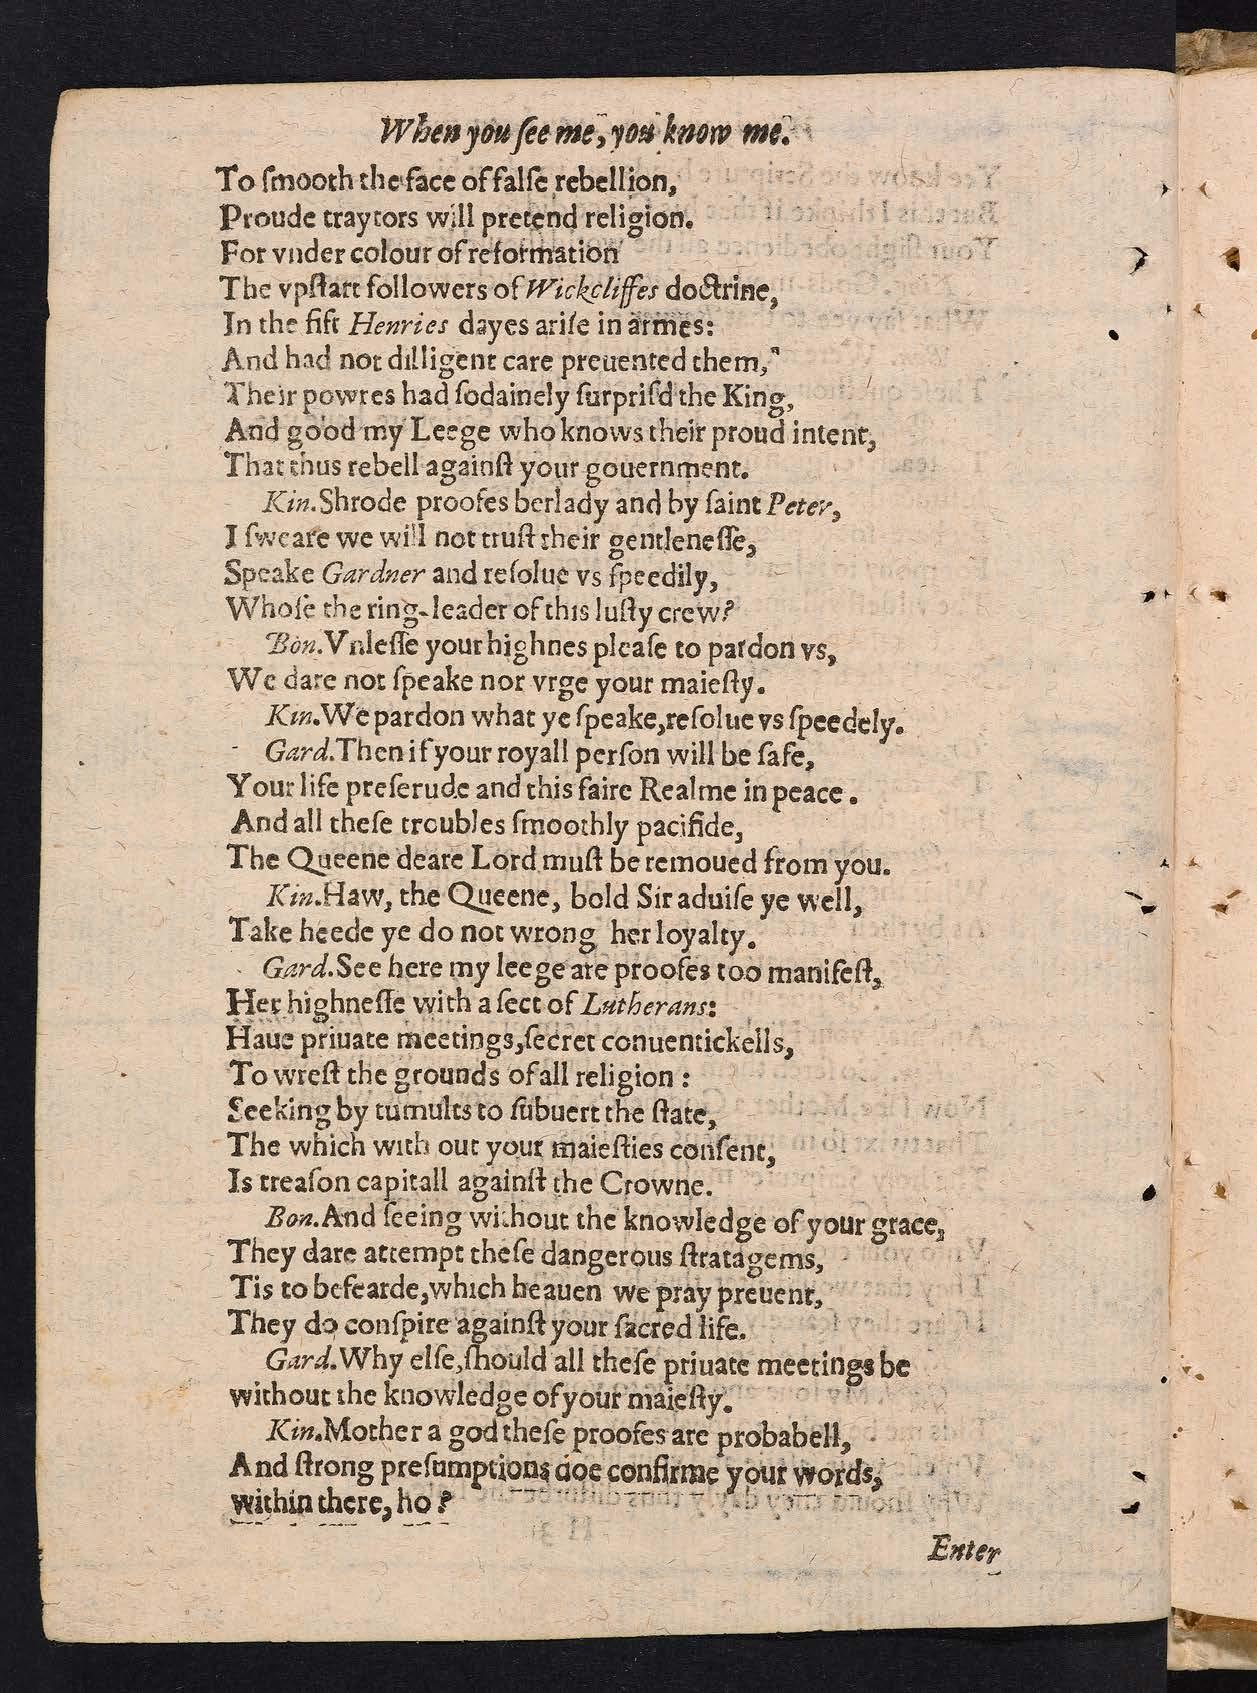 When you ſee me, you know me.
To ſmooth the face of falſe rebellion,
Proude traytors will pretend religion.
For vnder colour of reformation
The vpſtart followers of Wickcliffes doctrine,
In the fift Henries dayes ariſe in armes:
And had not dilligent care preuented them,
Their powres had ſodainely ſurpriſd the King,
And good my Leege who knows their proud intent,
That thus rebell againſt your gouernment.
Kin. Shrode proofes berlady and by ſaint Peter,
I ſweare we will not truſt their gentleneſſe,
Speake Gardner and reſolue vs ſpeedily,
Whoſe the ring-leader of this luſty crew?
Bon. Vnleſſe your highnes pleaſe to pardon vs,
We dare not ſpeake nor vrge your maieſty.
Kin. We pardon what ye ſpeake, reſolue vs ſpeedely.
Gard. Then if your royall perſon will be ſafe,
Your life preſerude and this faire Realme in peace.
And all theſe troubles ſmoothly pacifide,
The Queene deare Lord muſt be remoued from you.
Kin. Haw, the Queene, bold Sir aduiſe ye well,
Take heede ye do not wrong her loyalty.
Gard. See here my leege are proofes too manifeſt,
Her highneſſe with a ſect of Lutherans:
Haue priuate meetings, ſecret conuentickells,
To wreſt the grounds of all religion:
Seeking by tumults to ſubuert the ſtate,
The which with out your maieſties conſent,
Is treaſon capitall againſt the Crowne.
Bon. And ſeeing without the knowledge of your grace,
They dare attempt theſe dangerous ſtratagems,
Tis to befearde, which heauen we pray preuent,
They do conſpire againſt your ſacred life.
Gard. Why elſe, ſhould all theſe priuate meetings be
without the knowledge of your maieſty.
Kin. Mother a god theſe proofes are probabell,
And ſtrong preſumptions doe confirme your words,
within there, ho?
Enter